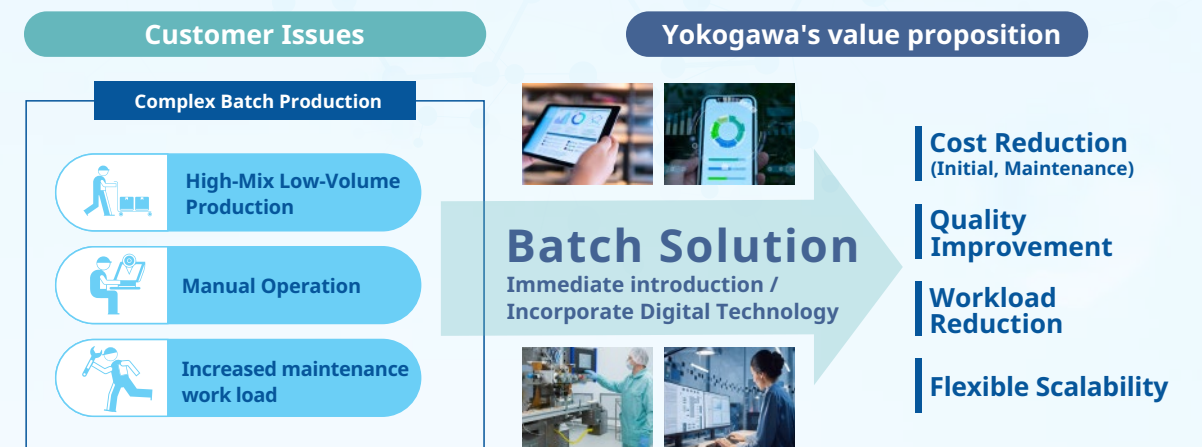 Customer Issues
Yokogawa's value proposition
Complex Batch Production
High-Mix Low-Volume
Production
Manual Operation
Increased maintenance
work load
Batch Solution
Immediate introduction /
Incorporate Digital Technology
Cost Reduction
(Initial, Maintenance)
Quality
Improvement
Workload
Reduction
Flexible Scalability